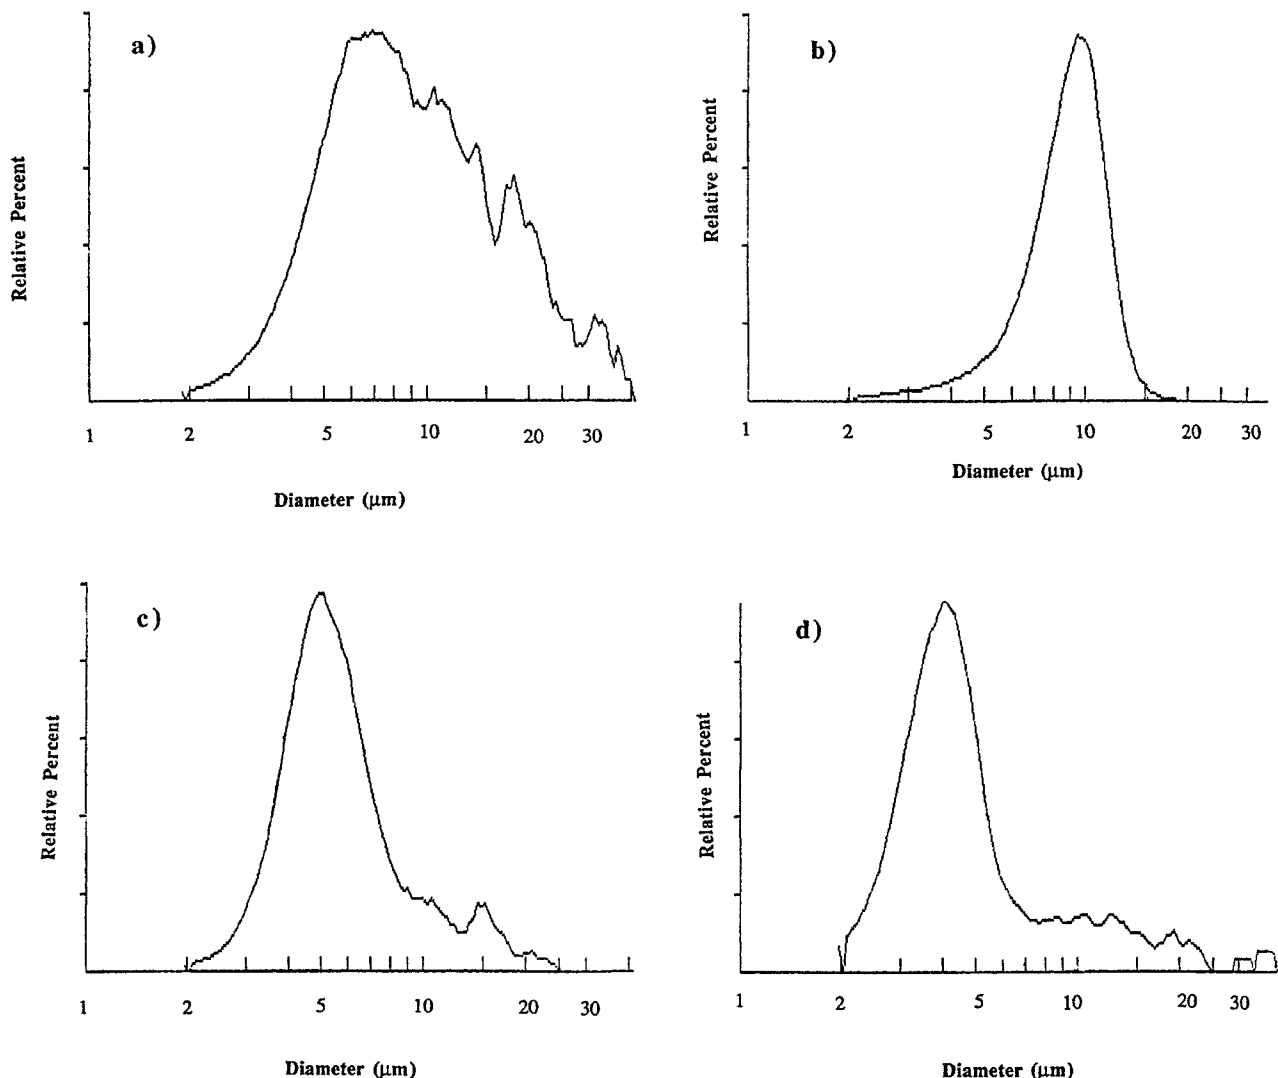 a)
Relative Percent
1 2 5 10 20 30
Diameter (μm)
b)
Relative Percent
1 2 5 10 20 30
Diameter (μm)
c)
Relative Percent
1 2 5 10 20 30
Diameter (μm)
d)
Relative Percent
1 2 5 10 20 30
Diameter (μm)